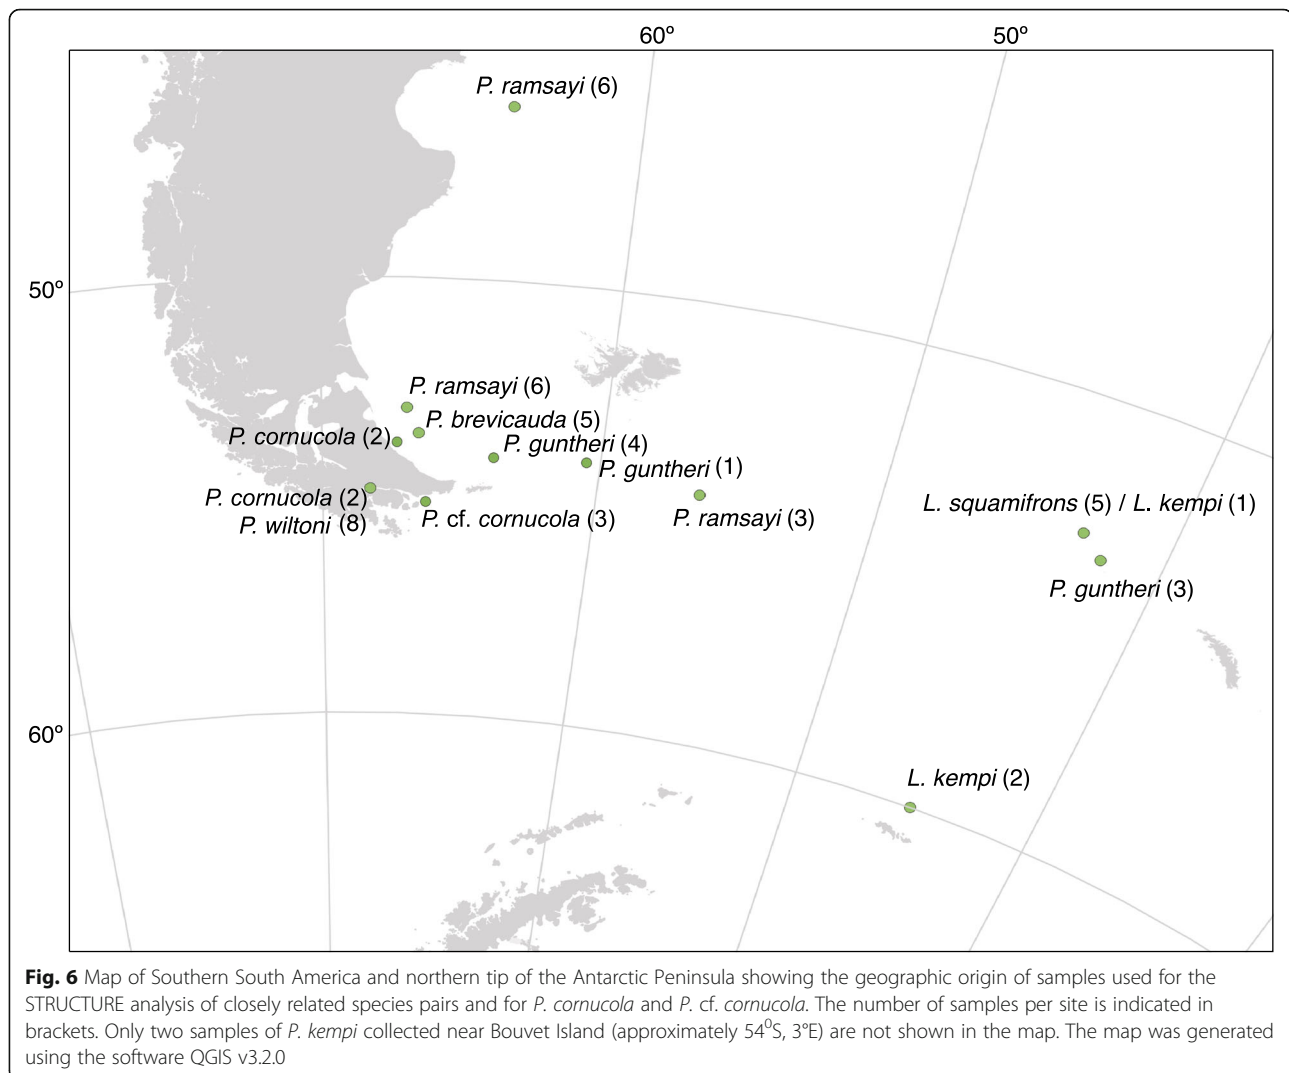 60º 50º
P. ramsayi (6)
50º
P. ramsayi (6)
P. brevicauda (5)
P. cornucola (2)
P. guntheri (4)
P. guntheri (1)
P. cornucola (2)
P. wiltoni (8)
P. cf. cornucola (3)
P. ramsayi (3)
L. squamifrons (5) / L. kempi (1)
P. guntheri (3)
60º
L. kempi (2)
Fig. 6 Map of Southern South America and northern tip of the Antarctic Peninsula showing the geographic origin of samples used for the
STRUCTURE analysis of closely related species pairs and for P. cornucola and P. cf. cornucola. The number of samples per site is indicated in
brackets. Only two samples of P. kempi collected near Bouvet Island (approximately 54⁰S, 3°E) are not shown in the map. The map was generated
using the software QGIS v3.2.0